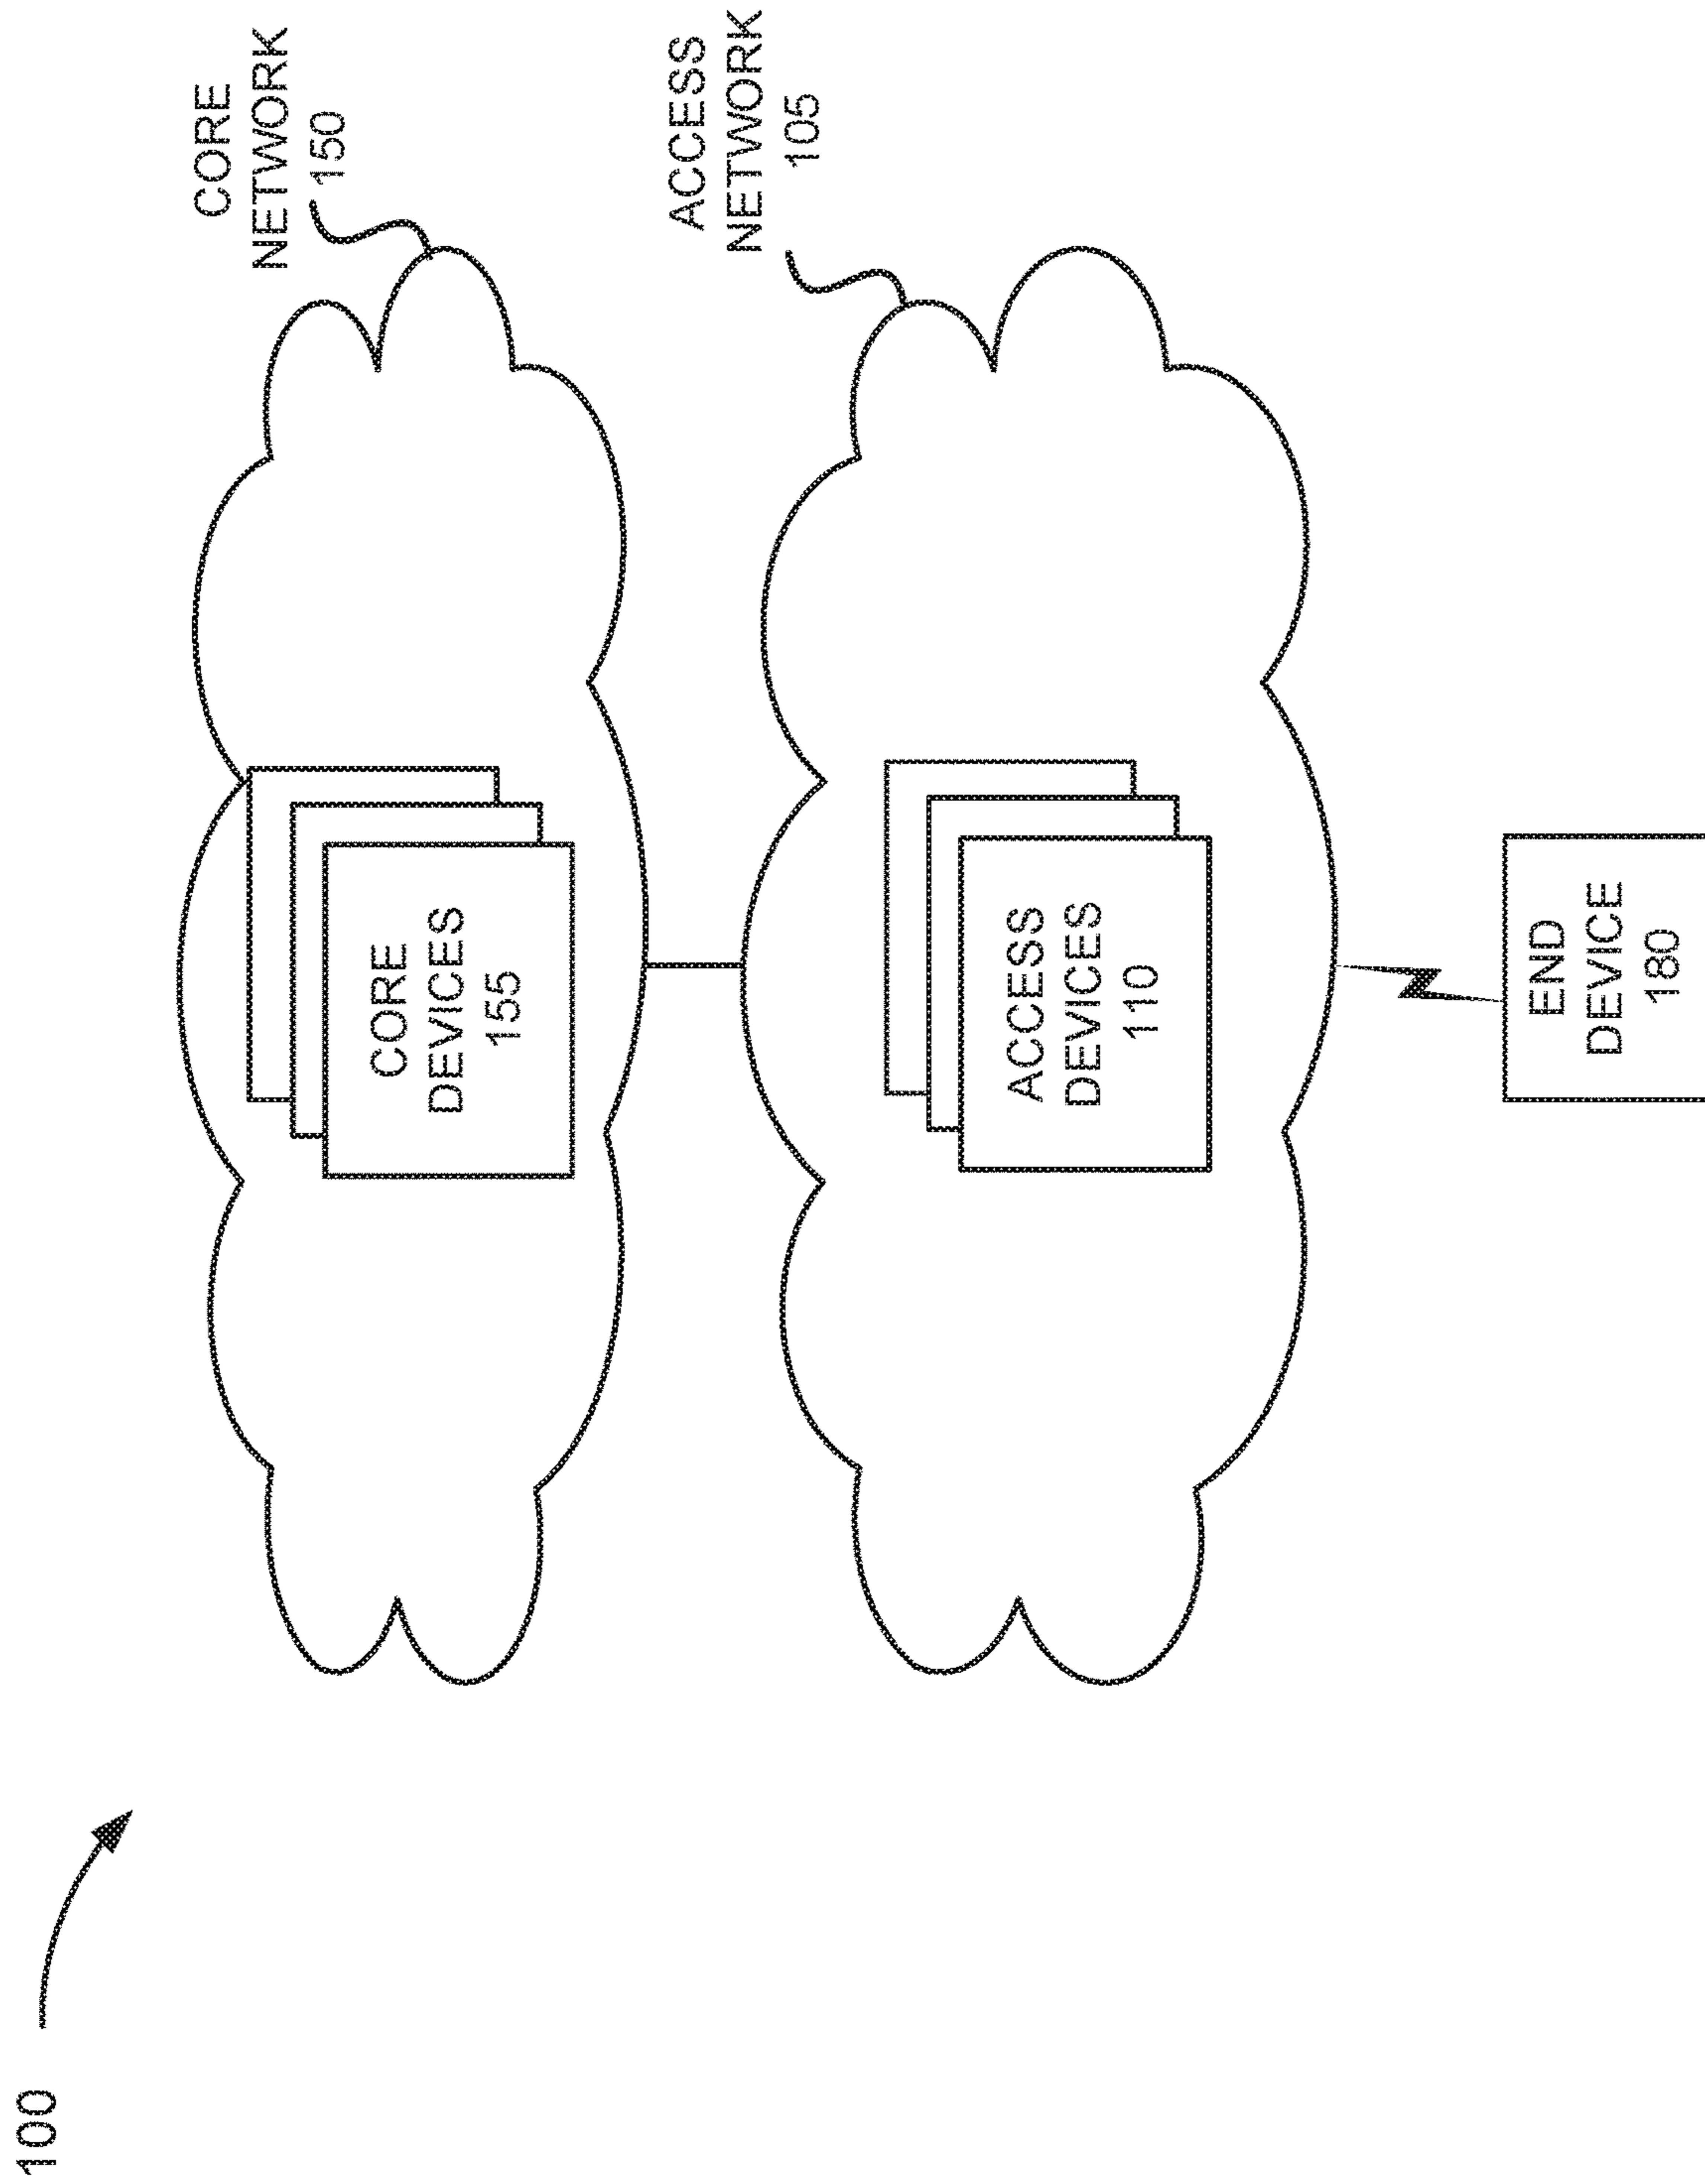 100
CORE
NETWORK
150
CORE
DEVICES
155
ACCESS
NETWORK
105
ACCESS
DEVICES
110
END
DEVICE
180